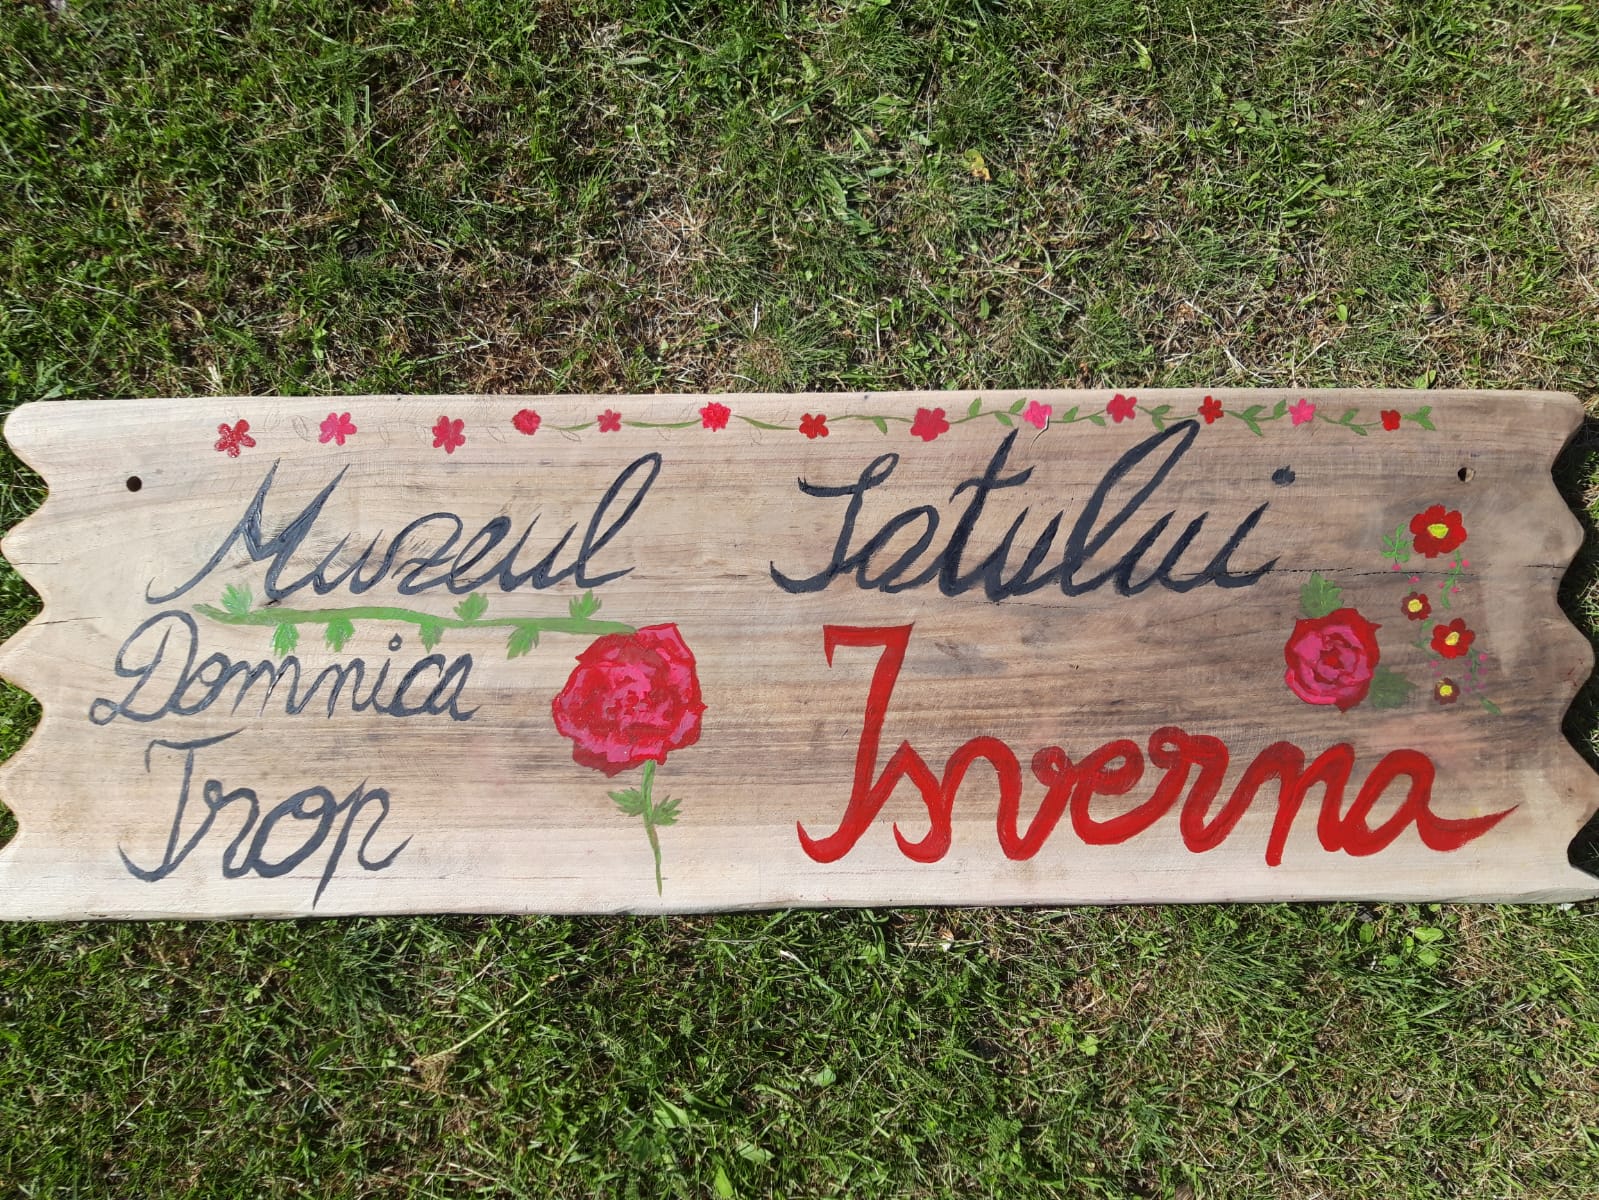 Muzeul Satului
Domnica
Trop
Isverna